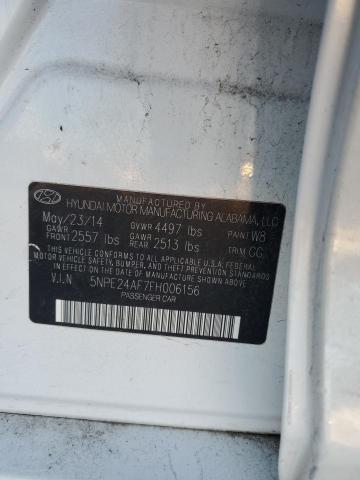 MANUFACTURED BY
HYUNDAI MOTOR MANUFACTURING ALABAMA, LLC
May/23/14 GVWR 4497 lbs PAINT W8
GAWR FRONT 2557 lbs GAWR REAR 2513 lbs TRIM GG
THIS VEHICLE CONFORMS TO ALL APPLICABLE U.S.A. FEDERAL
MOTOR VEHICLE SAFETY, BUMPER, AND THEFT PREVENTION STANDARDS
IN EFFECT ON THE DATE OF MANUFACTURE SHOWN ABOVE.
V.I.N 5NPE24AF7FH006156
PASSENGER CAR